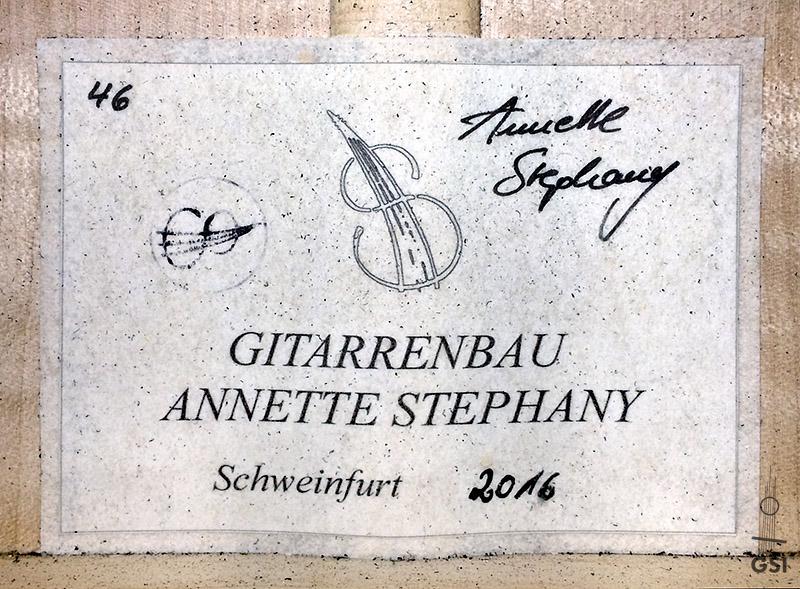 46
Annette
Stephany
GITARRENBAU
ANNETTE STEPHANY
Schweinfurt 2016
GSI